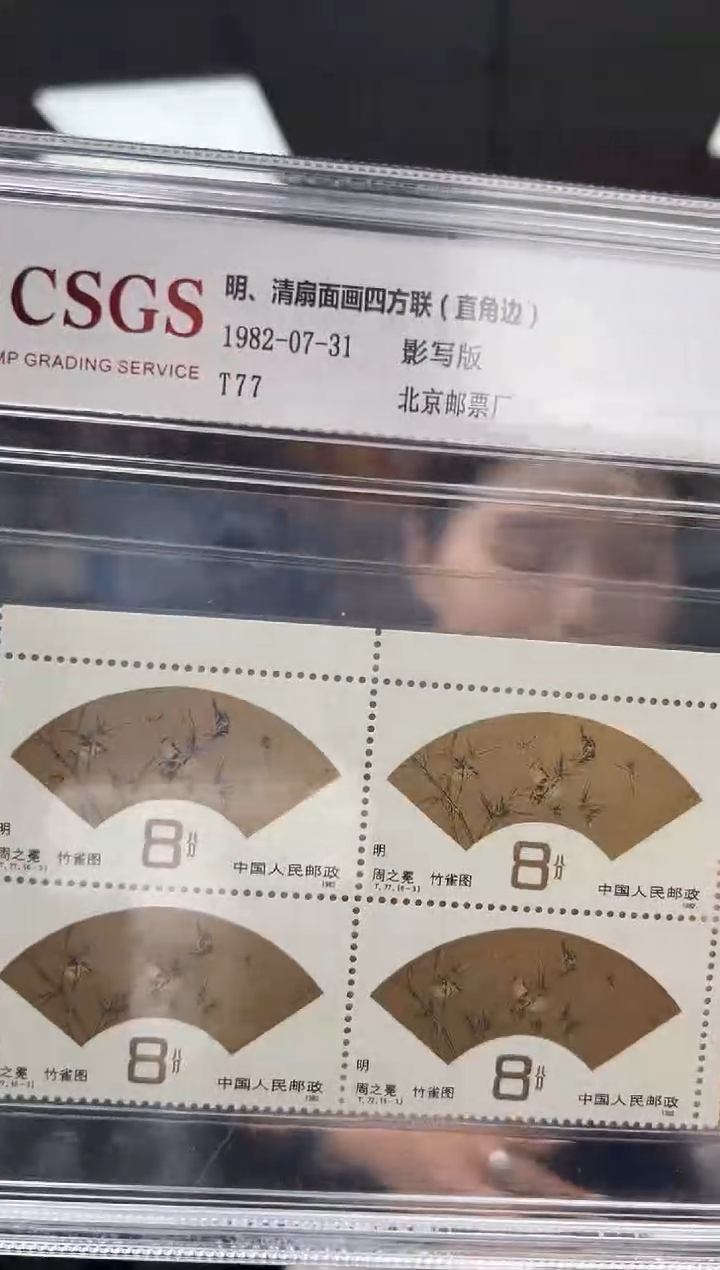 CSGS
MP GRADING SERVICE
明、清扇面画四方联(直角边)
1982-07-31 影写版
T77 北京邮票厂
8分
明
周之冕 竹雀图
中国人民邮政
1982
8分
明
周之冕 竹雀图
中国人民邮政
1982
8分
之冕 竹雀图
中国人民邮政
1982
8分
明
周之冕 竹雀图
中国人民邮政
1982